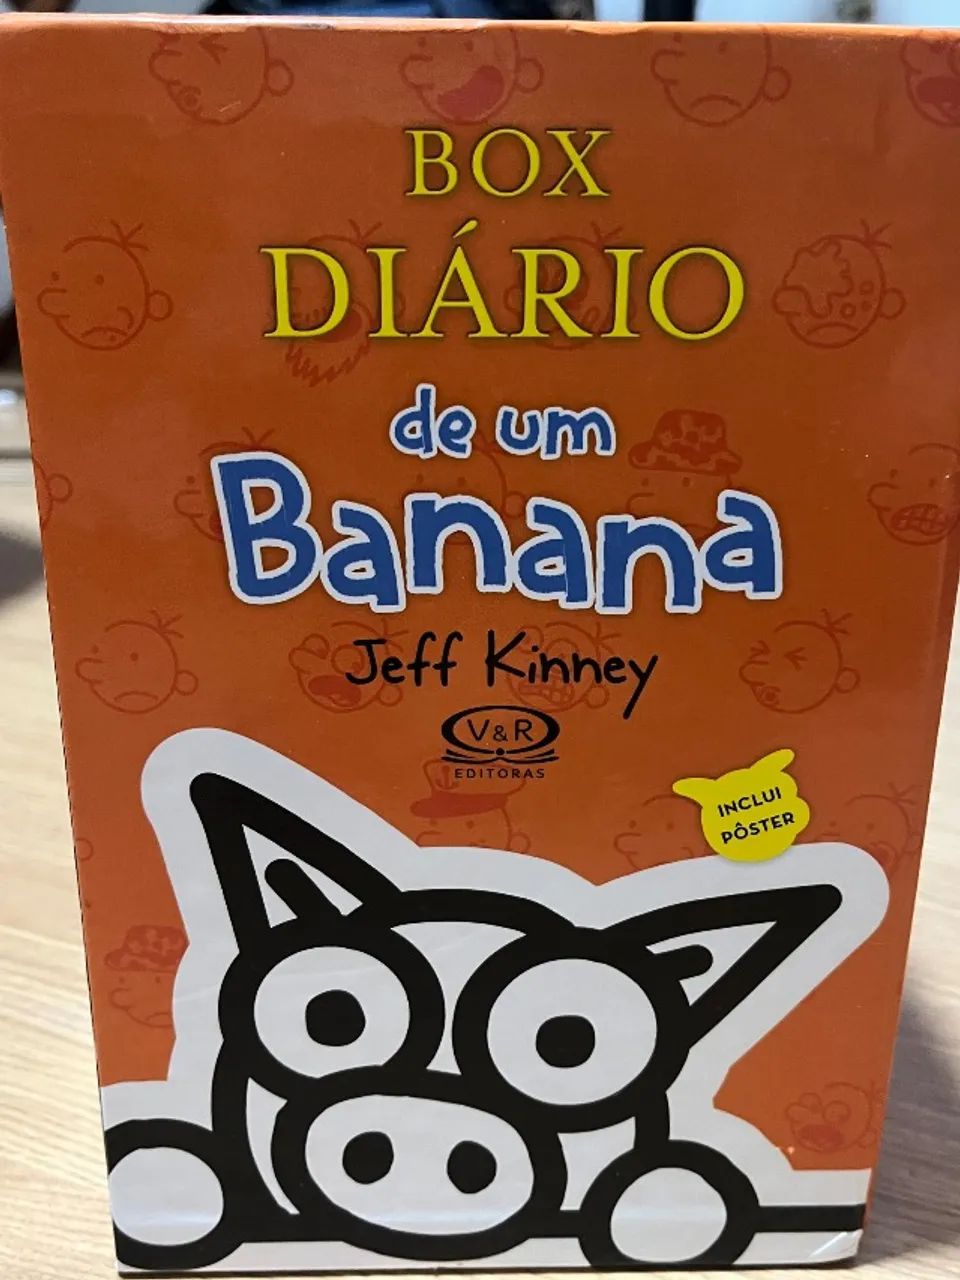 BOX
DIÁRIO
de um
Banana
Jeff Kinney
V&R
EDITORAS
INCLUI
PÔSTER